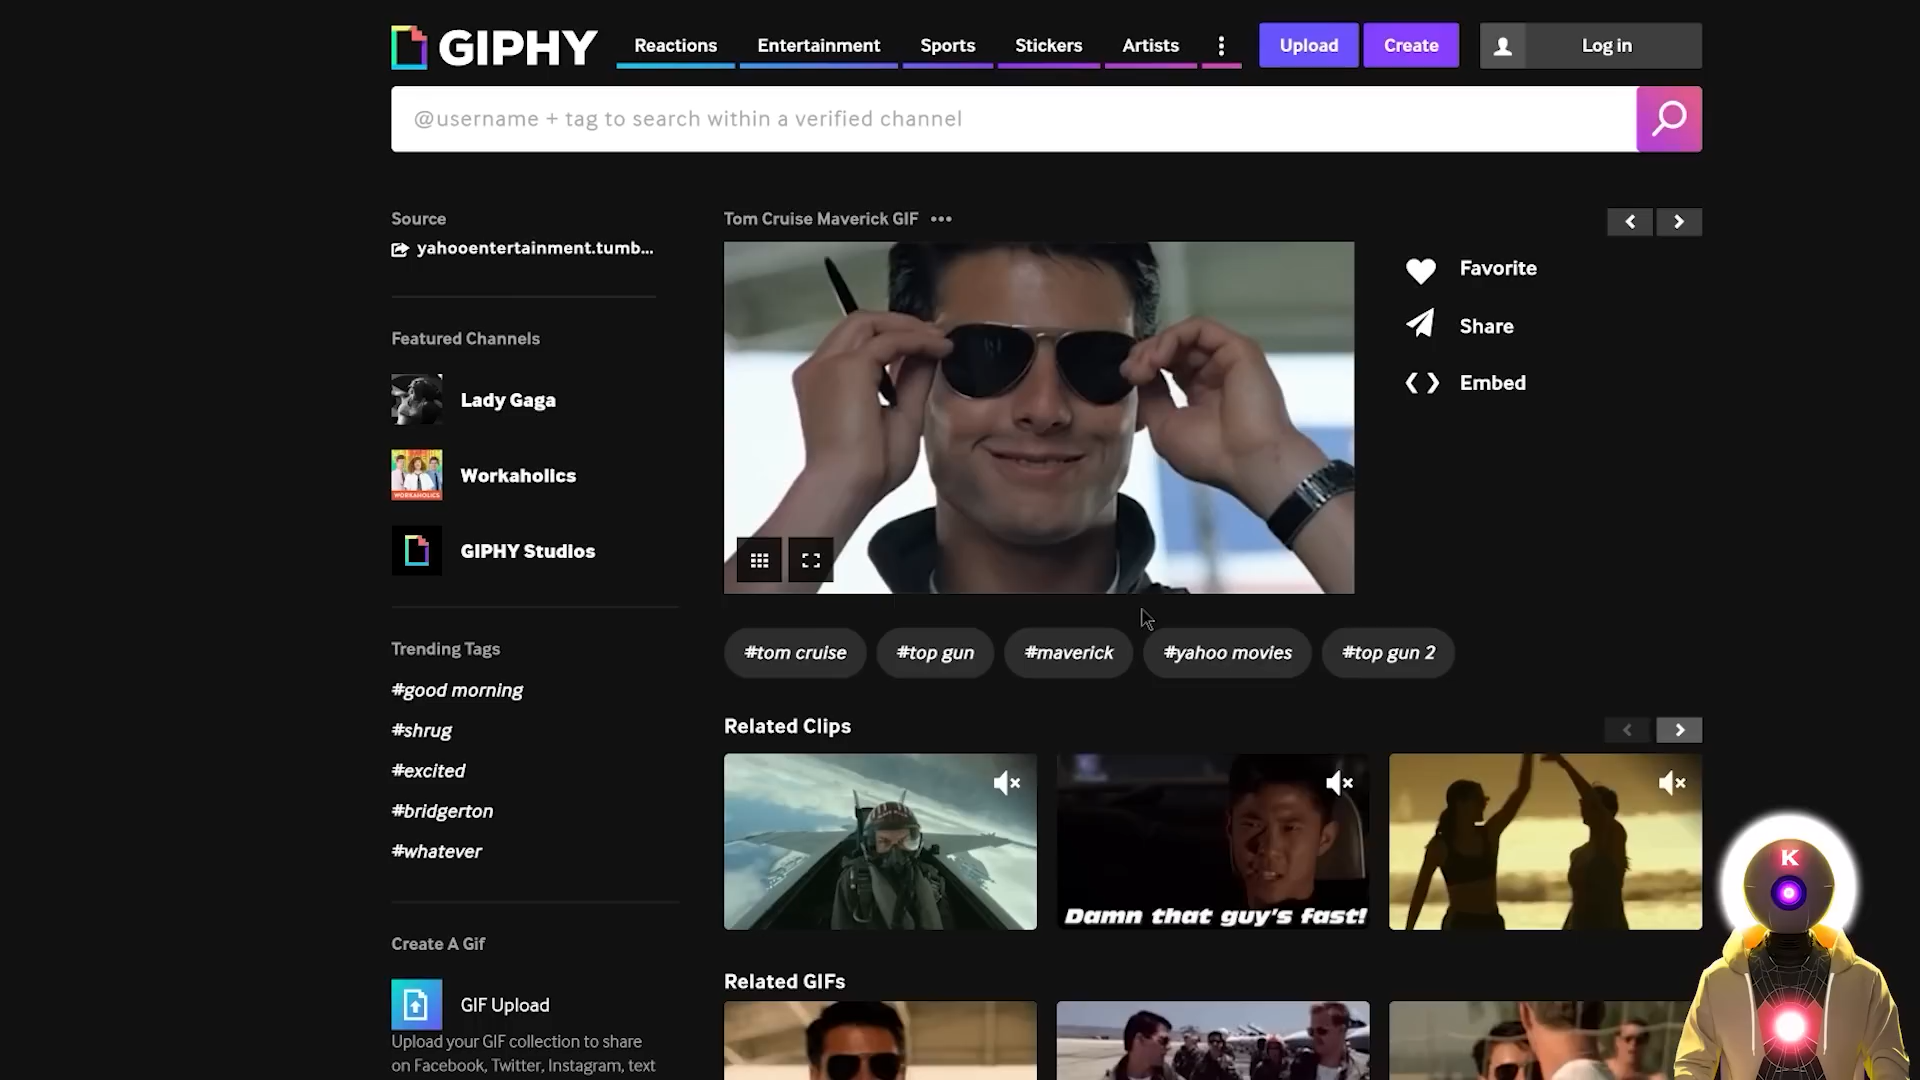 GIPHY
Reactions
Entertainment
Sports
Stickers
Artists
Upload
Create
Log in
@username + tag to search within a verified channel
Source
yahooentertainment.tumb...
Featured Channels
Lady Gaga
WORKAHOLICS
Workaholics
GIPHY Studios
Trending Tags
#good morning
#shrug
#excited
#bridgerton
#whatever
Create A Gif
GIF Upload
Upload your GIF collection to share
on Facebook, Twitter, Instagram, text
Tom Cruise Maverick GIF •••
Favorite
Share
Embed
#tom cruise
#top gun
#maverick
#yahoo movies
#top gun 2
Related Clips
Damn that guy's fast!
Related GIFs
K